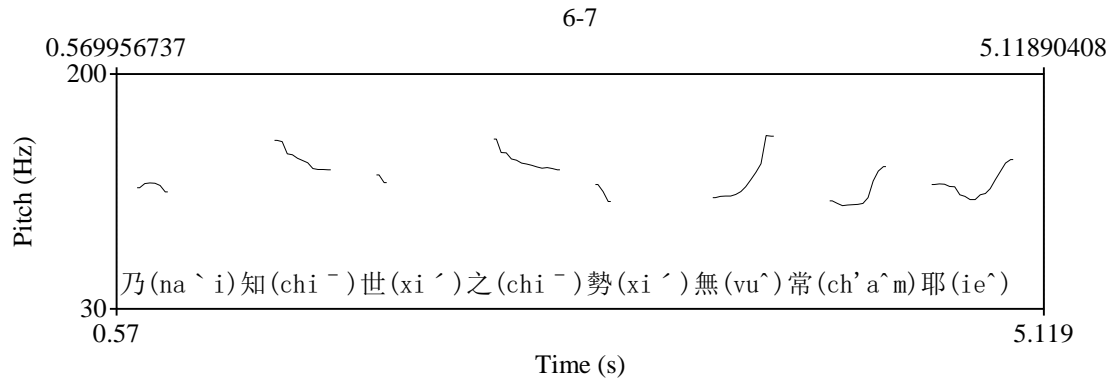 6-7
0.569956737 5.11890408
200
Pitch (Hz)
乃(na`i)知(chi¯)世(xi´)之(chi¯)勢(xi´)無(vu^)常(ch'a^m)耶(ie^)
30
0.57 5.119
Time (s)